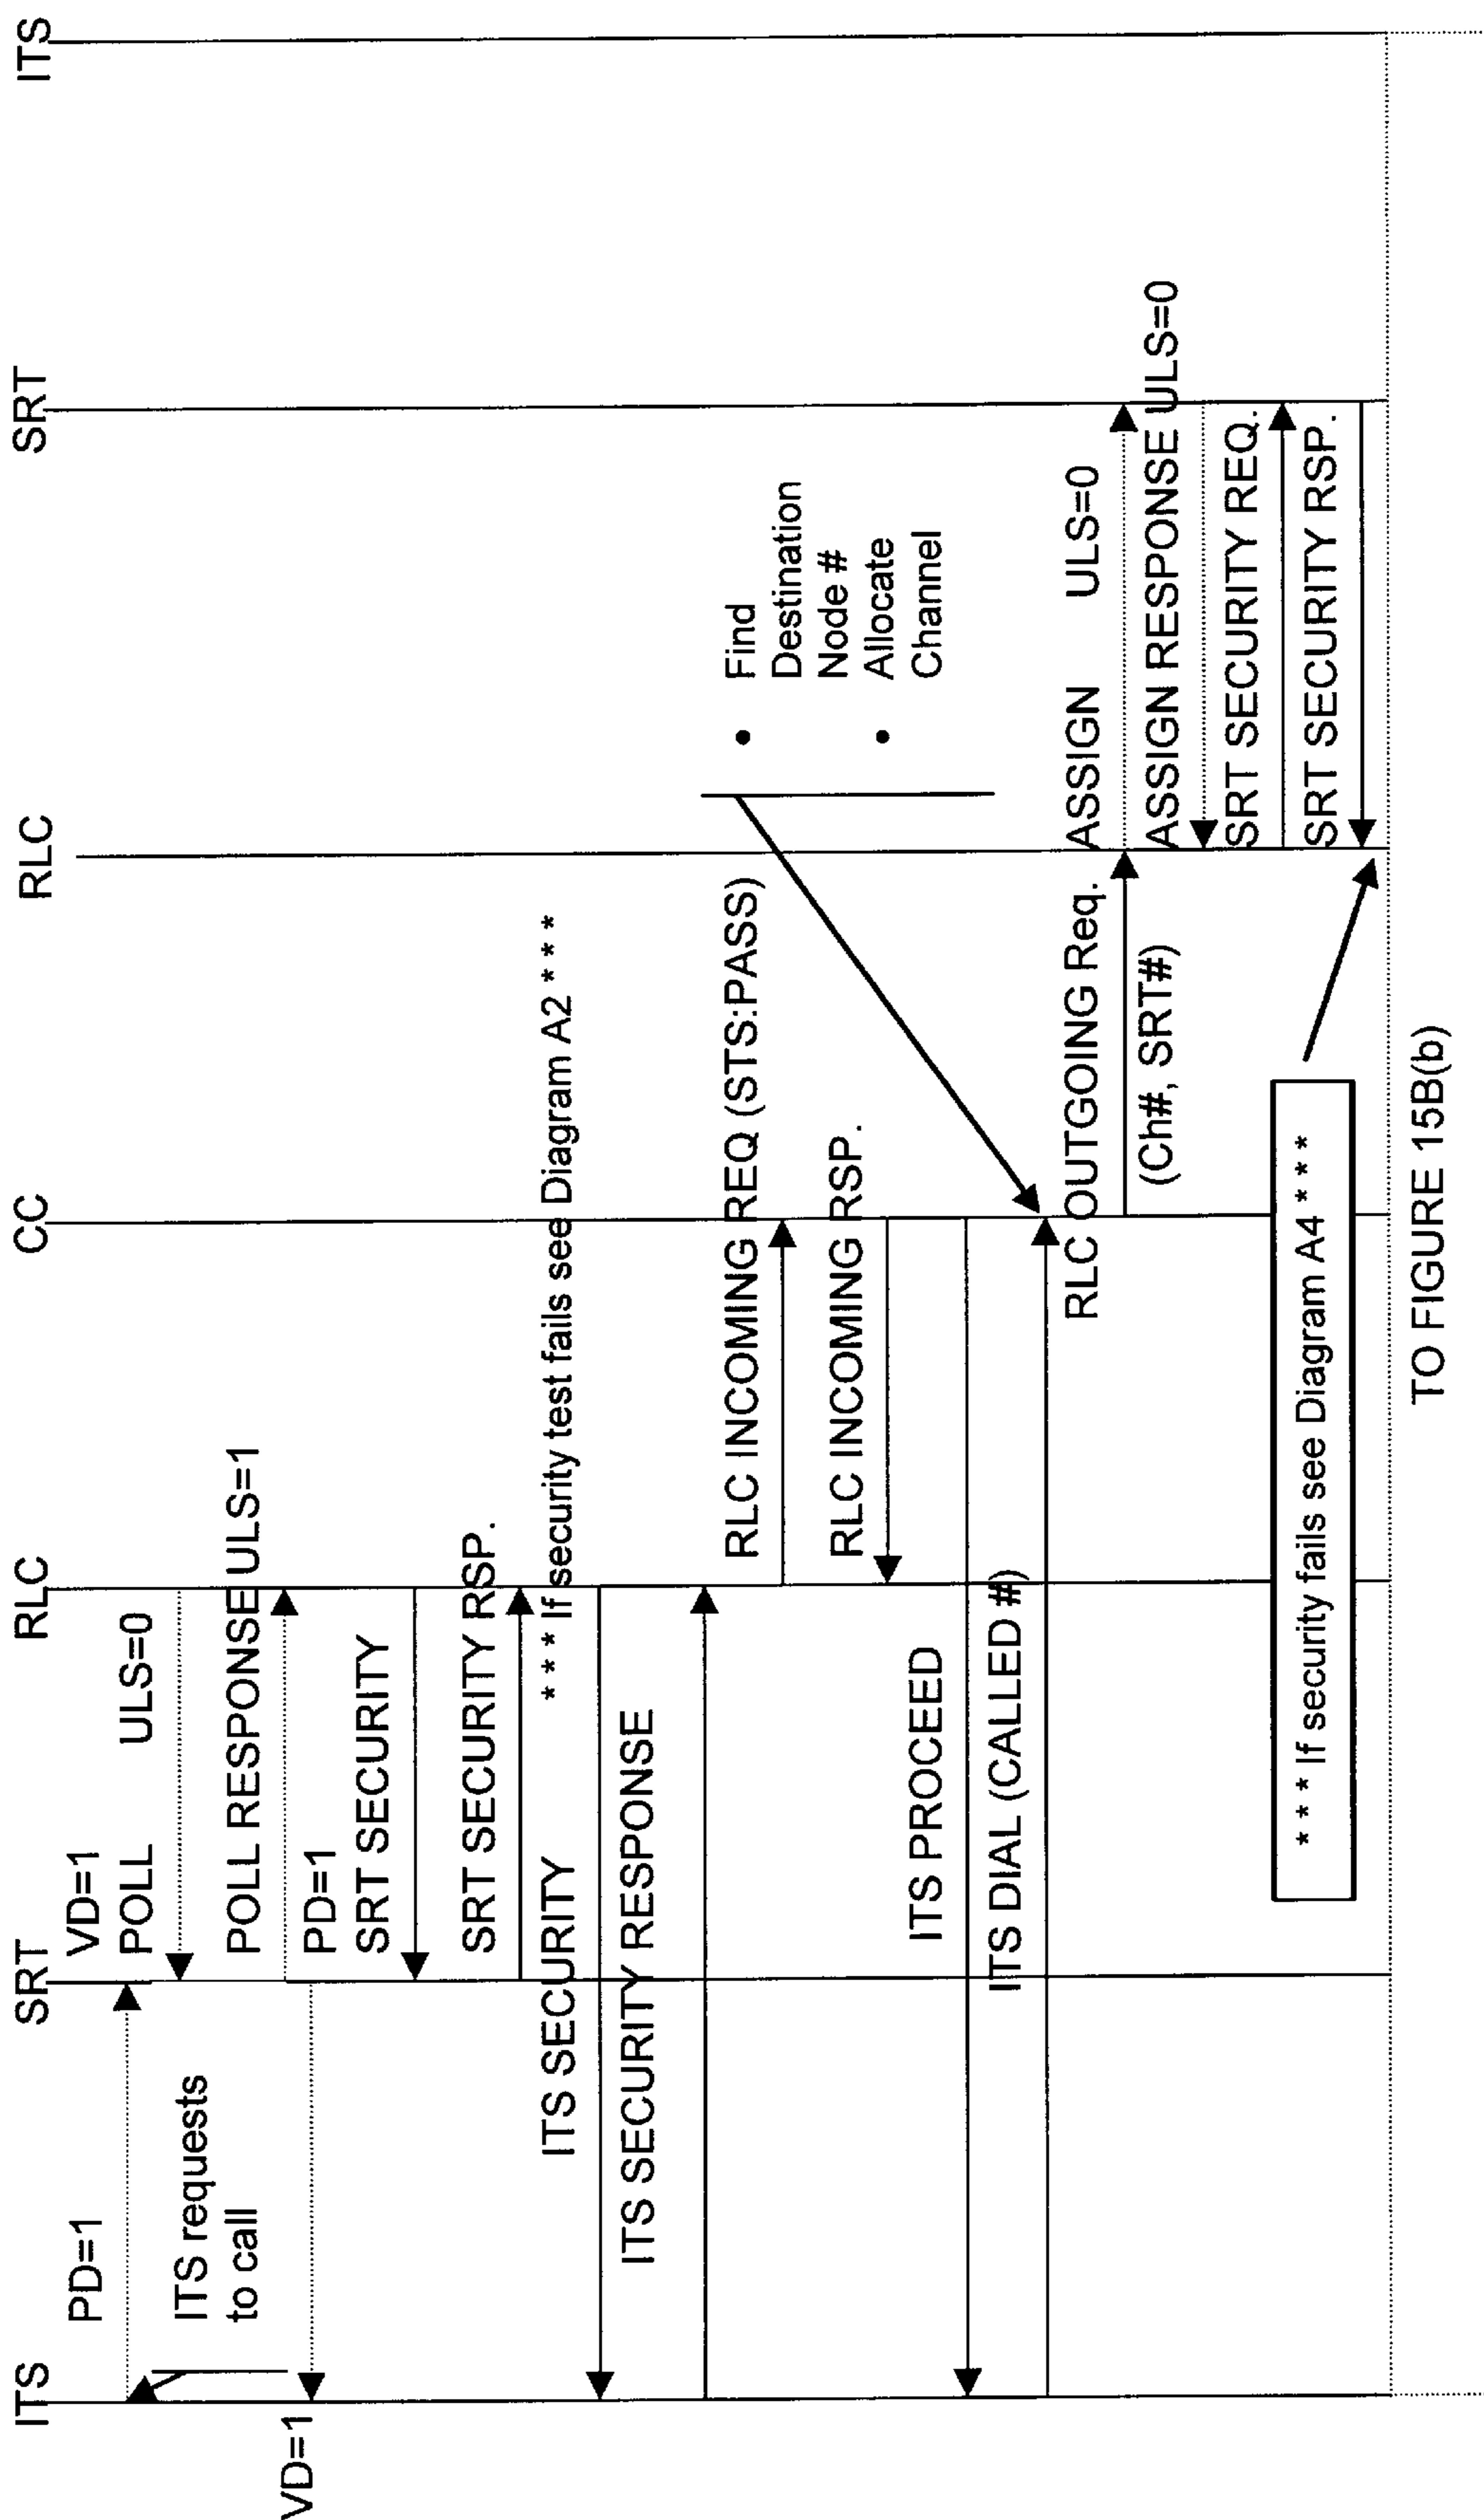 ITS SRT RLC CC RLC SRT ITS
PD=1
VD=1
ITS requests
to call
POLL ULS=0
POLL RESPONSE ULS=1
VD=1
PD=1
SRT SECURITY
SRT SECURITY RSP.
ITS SECURITY
* * * If security test fails see Diagram A2 * * *
ITS SECURITY RESPONSE
RLC INCOMING REQ (STS:PASS)
• Find
Destination
Node #
• Allocate
Channel
RLC INCOMING RSP.
ITS PROCEED
ITS DIAL (CALLED #)
RLC OUTGOING Req.
(Ch#, SRT#)
ASSIGN ULS=0
ASSIGN RESPONSE ULS=0
SRT SECURITY REQ.
SRT SECURITY RSP.
* * * If security fails see Diagram A4 * * *
TO FIGURE 15B(b)